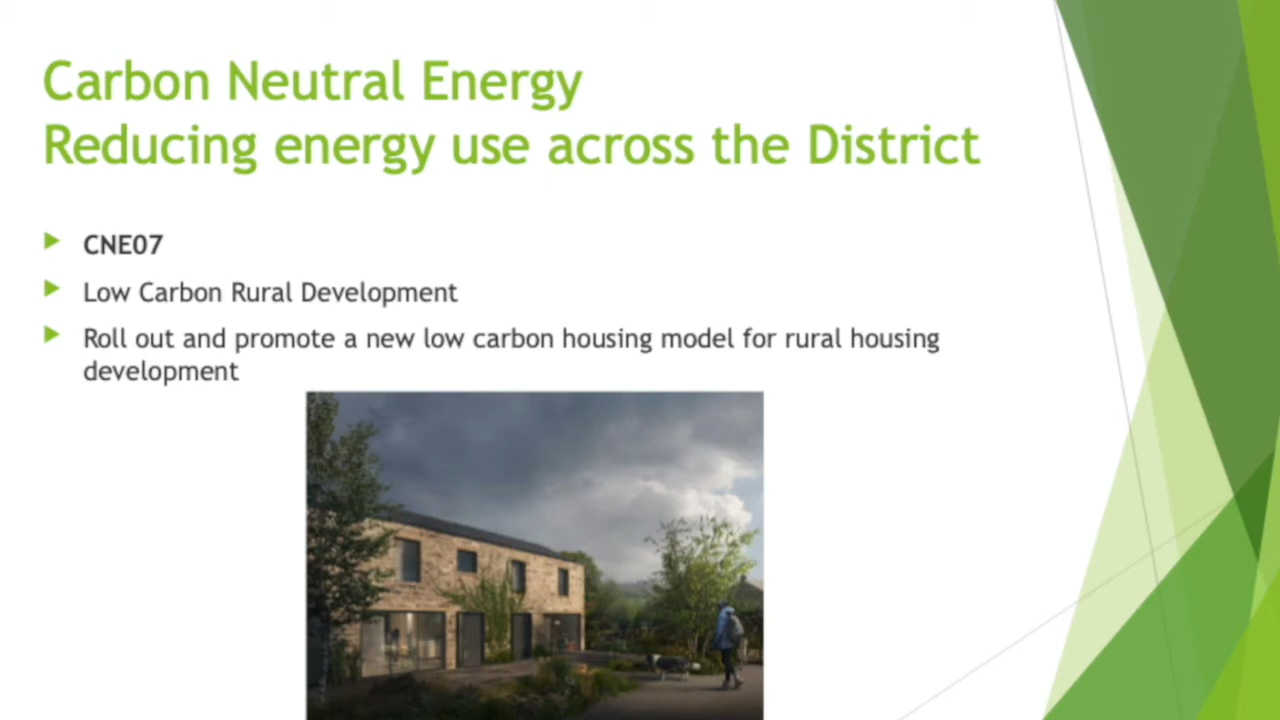 Carbon Neutral Energy
Reducing energy use across the District
CNE07
Low Carbon Rural Development
Roll out and promote a new low carbon housing model for rural housing
development